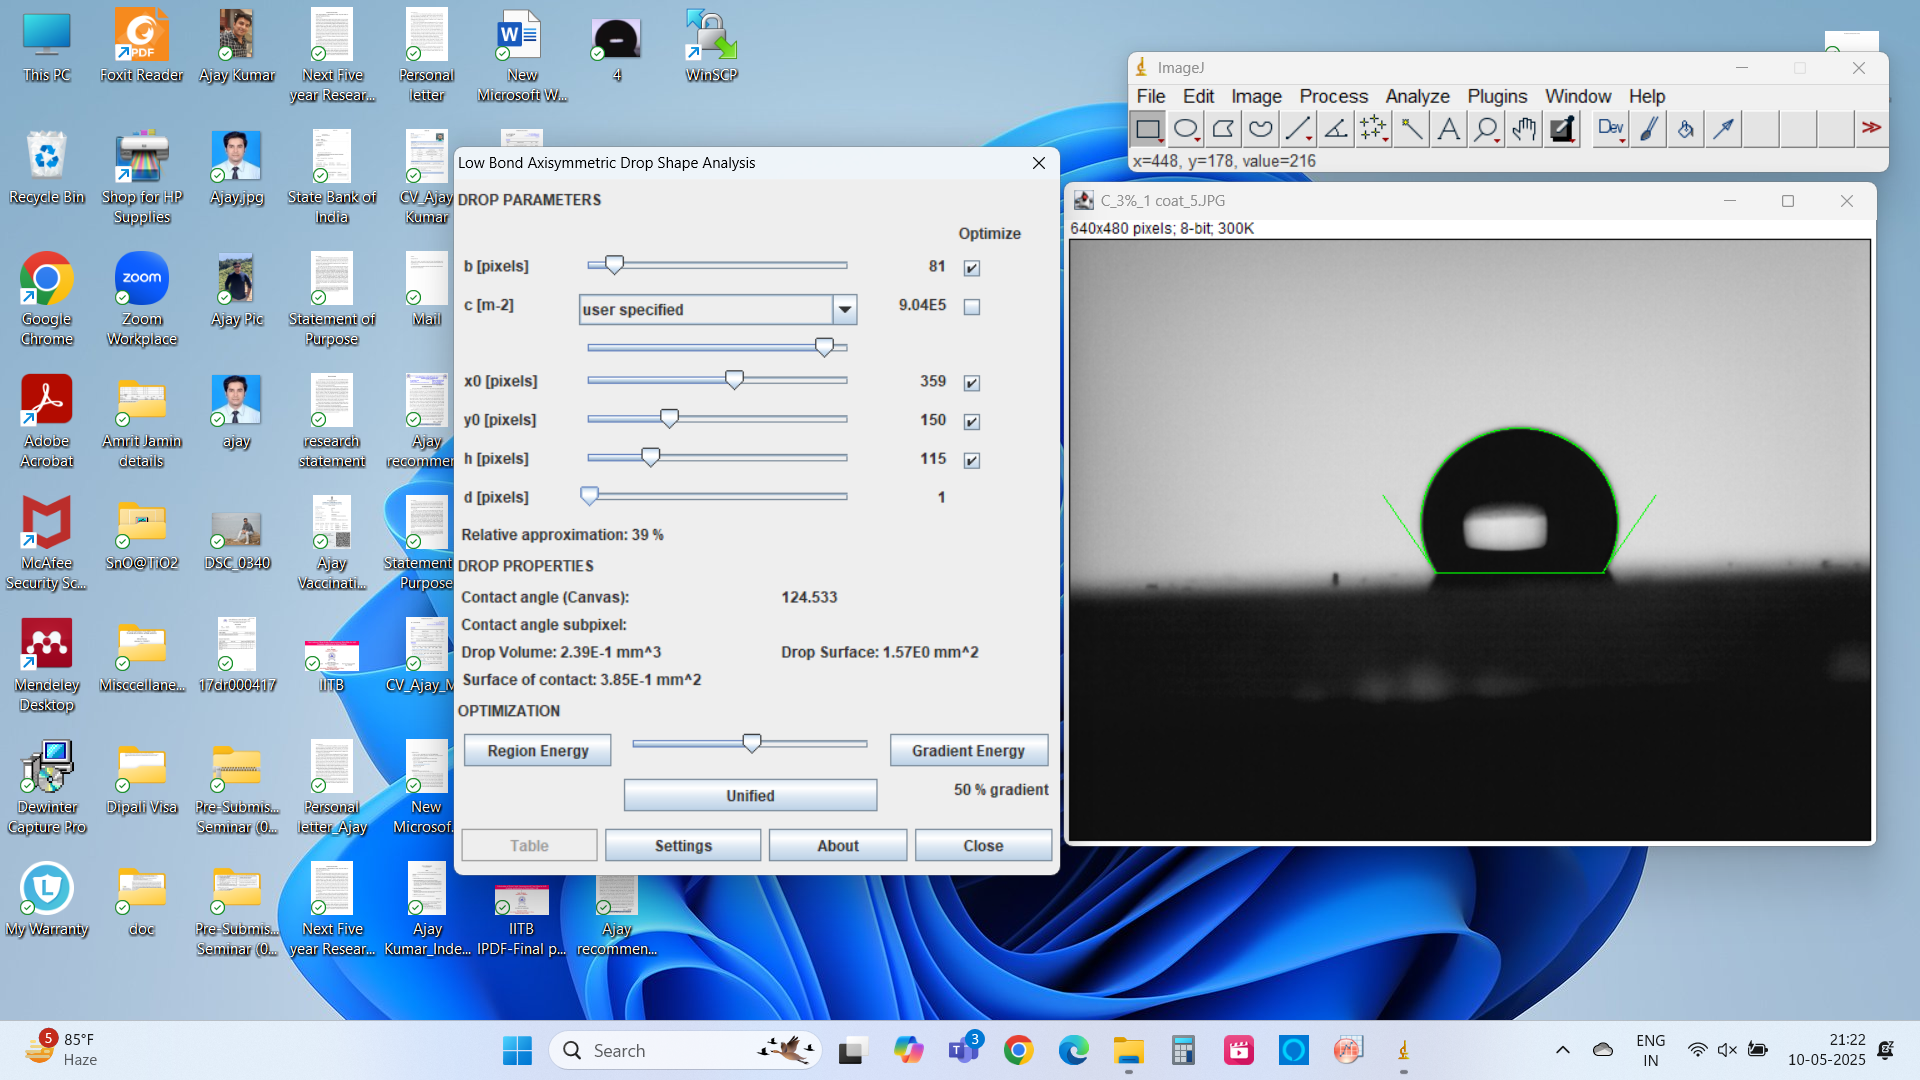 This PC
Foxit Reader
Ajay Kumar
Next Five
year Resear...
Personal
letter
New
Microsoft W...
4
WinSCP
Recycle Bin
Shop for HP
Supplies
Ajay.jpg
State Bank of
India
CV_Ajay
Kumar
Google
Chrome
zoom
Zoom
Workplace
Ajay Pic
Statement of
Purpose
Mail
Adobe
Acrobat
Amrit Jamin
details
ajay
research
statement
Ajay
recommer
McAfee
Security Sc...
SnO@TiO2
DSC_0340
Ajay
Vaccinati...
Statement
Purpose
Mendeley
Desktop
Misccellane...
17dr000417
IITB
CV_Ajay_M
Dewinter
Capture Pro
Dipali Visa
Pre-Submis...
Seminar (0...
Personal
letter_Ajay
New
Microsof.
My Warranty
doc
Pre-Submis...
Seminar (0...
Next Five
year Resear...
Ajay
Kumar_Inde...
IITB
IPDF-Final p...
Ajay
recommen...
Low Bond Axisymmetric Drop Shape Analysis
DROP PARAMETERS
Optimize
b [pixels] 81
c [m-2] user specified 9.04E5
x0 [pixels] 359
y0 [pixels] 150
h [pixels] 115
d [pixels] 1
Relative approximation: 39 %
DROP PROPERTIES
Contact angle (Canvas): 124.533
Contact angle subpixel:
Drop Volume: 2.39E-1 mm^3 Drop Surface: 1.57E0 mm^2
Surface of contact: 3.85E-1 mm^2
OPTIMIZATION
Region Energy Gradient Energy
Unified 50 % gradient
Table Settings About Close
ImageJ
File Edit Image Process Analyze Plugins Window Help
A Dev >>
x=448, y=178, value=216
C_3%_1 coat_5.JPG
640x480 pixels; 8-bit; 300K
5 85°F
Haze
Search
3
ENG
IN
21:22
10-05-2025